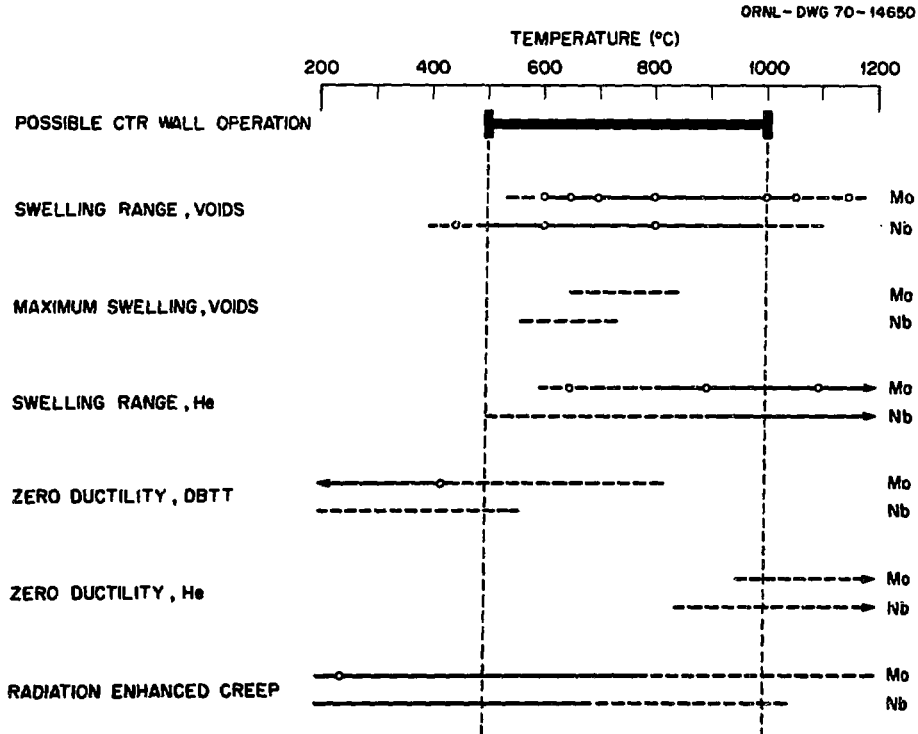 ORNL-DWG 70-14650
TEMPERATURE (°C)
200 400 600 800 1000 1200
POSSIBLE CTR WALL OPERATION
SWELLING RANGE, VOIDS
Mo
Nb
MAXIMUM SWELLING, VOIDS
Mo
Nb
SWELLING RANGE, He
Mo
Nb
ZERO DUCTILITY, DBTT
Mo
Nb
ZERO DUCTILITY, He
Mo
Nb
RADIATION ENHANCED CREEP
Mo
Nb